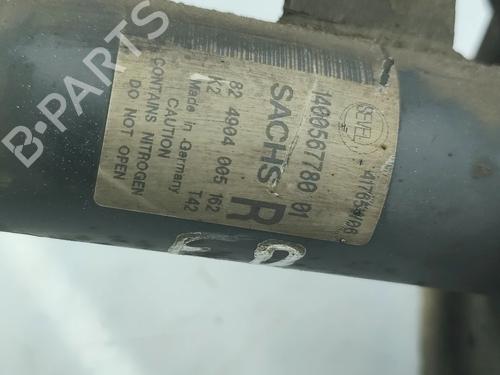 SEVEL
1400567780 01
SACHS R
82 4904 005 162
K2 T42
Made in Germany
CAUTION
CONTAINS NITROGEN
DO NOT OPEN
B-PARTS